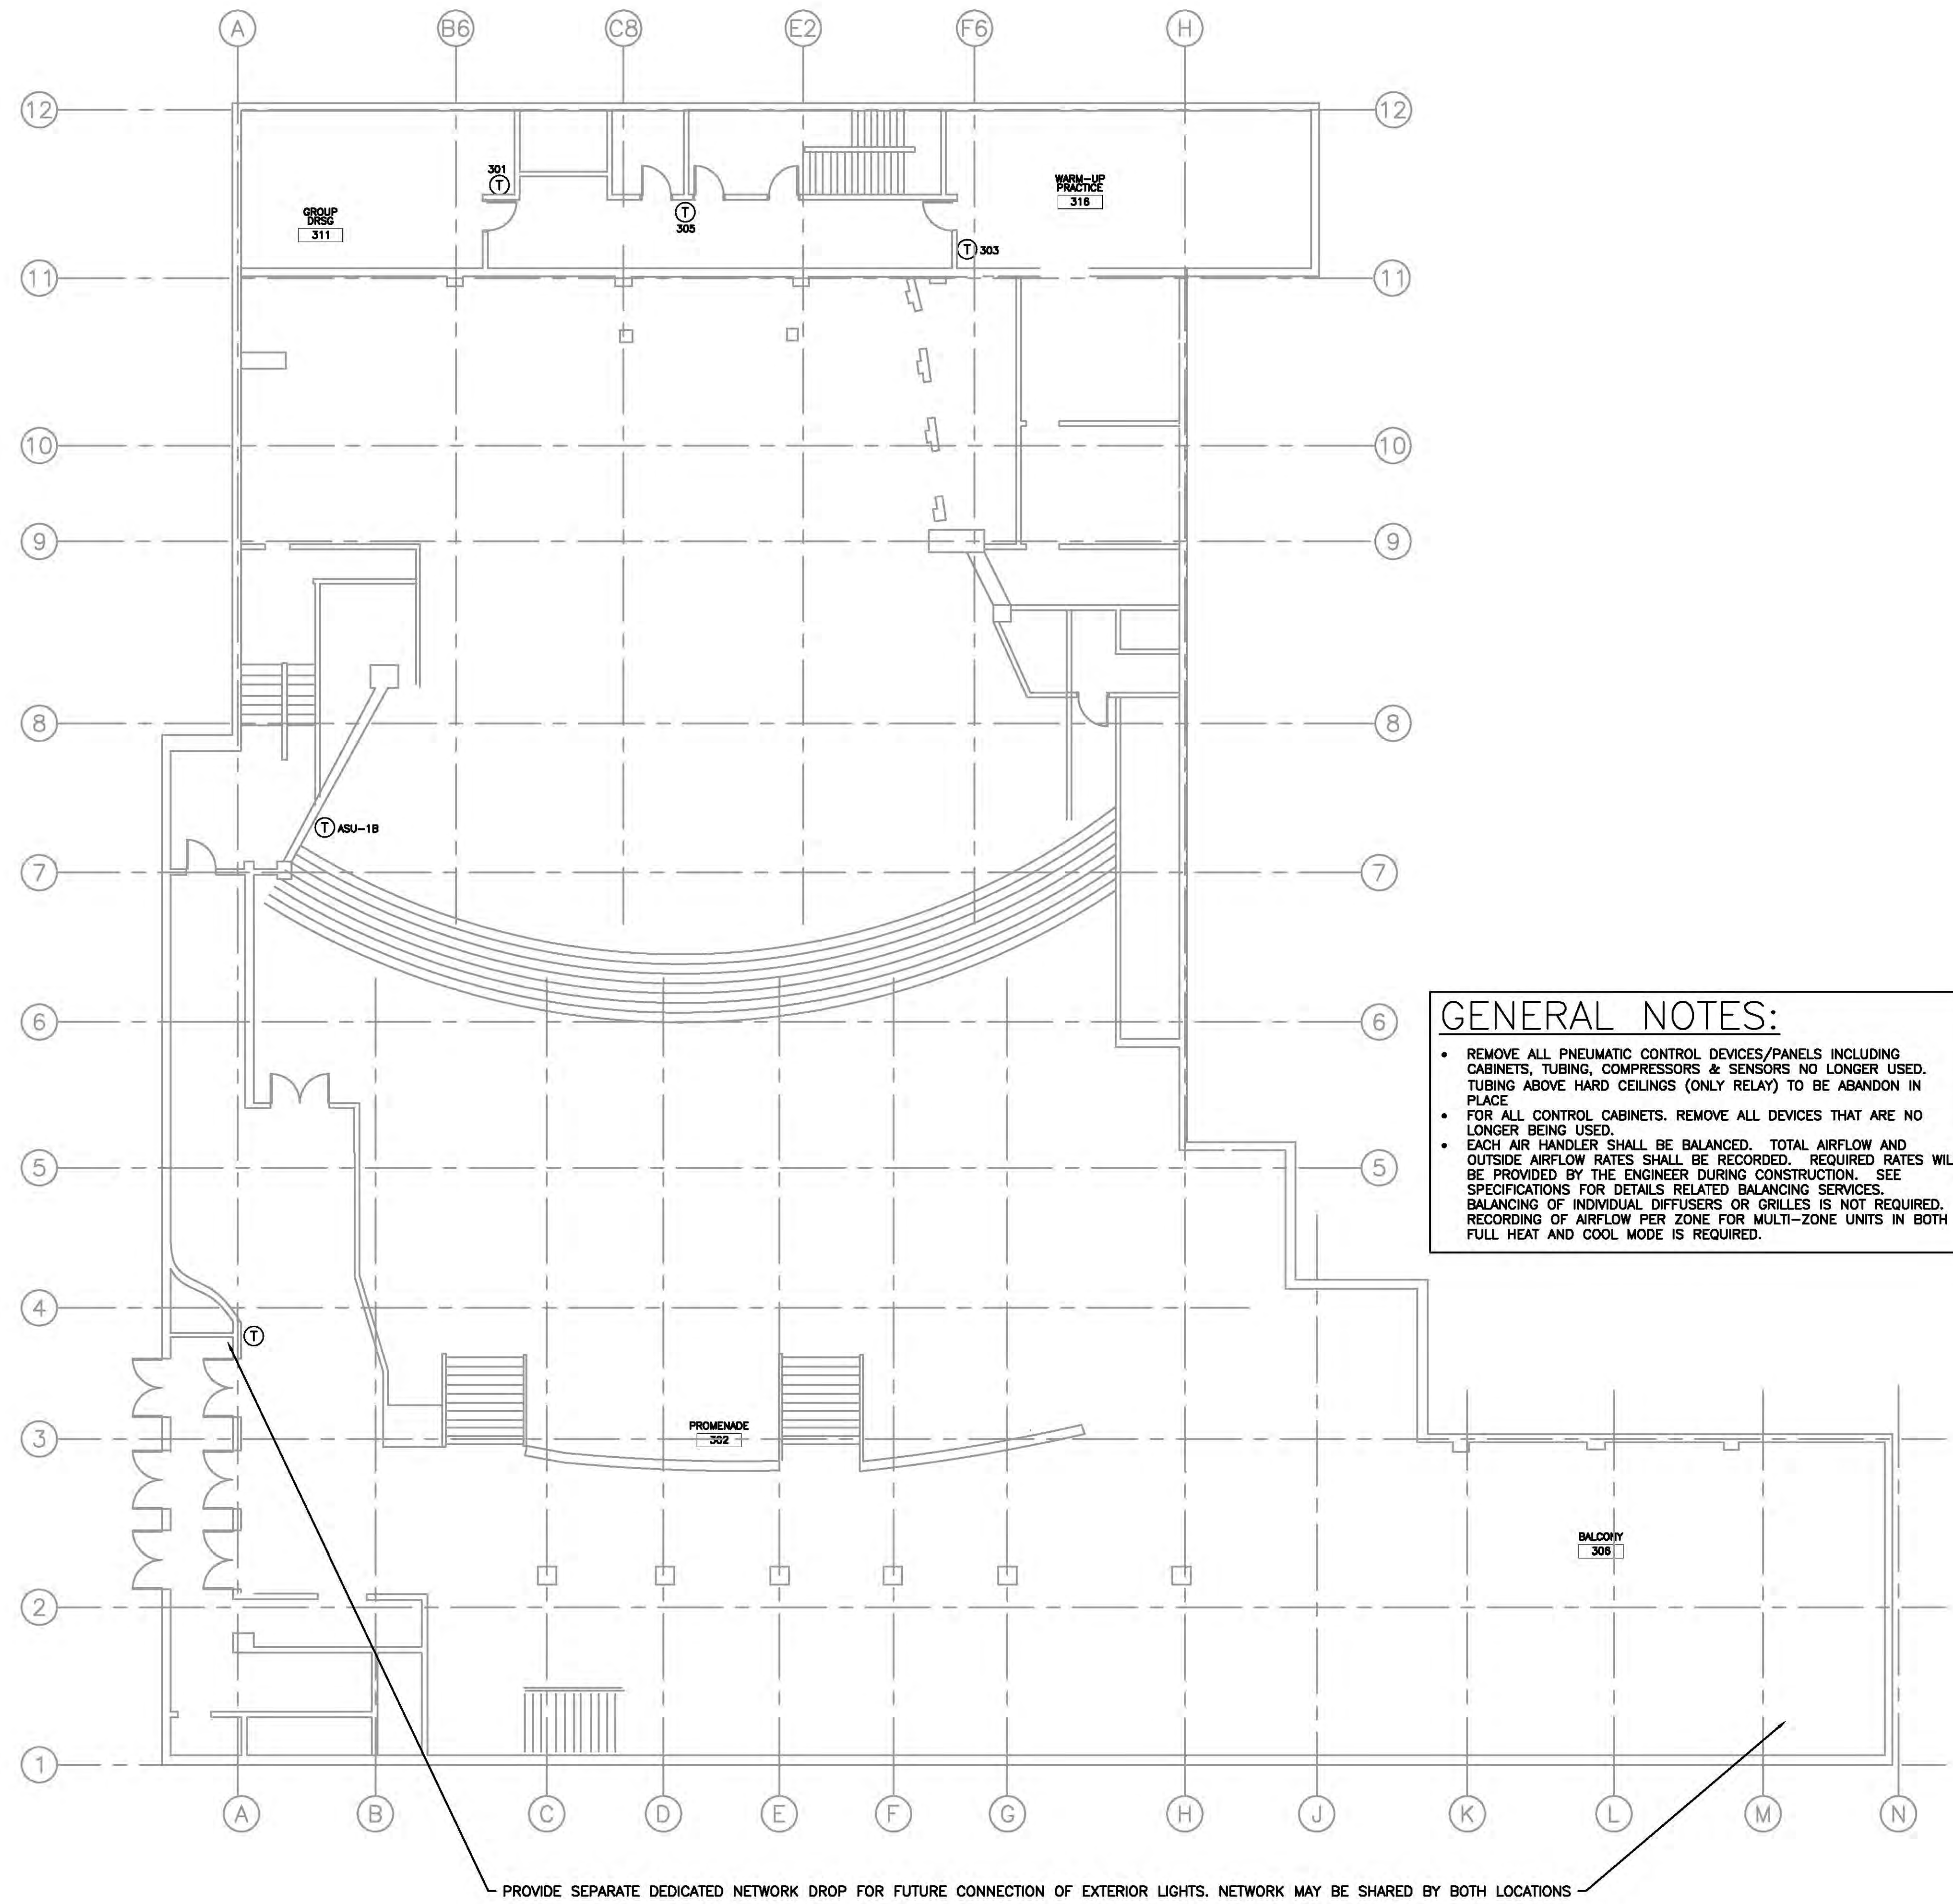 A B6 C8 E2 F6 H
12 12
301
T
WARM-UP
PRACTICE
316
GROUP
DRSG
311
T
305
T 303
11 11
10 10
9 9
8 8
T ASU-1B
7 7
6 6
GENERAL NOTES:
• REMOVE ALL PNEUMATIC CONTROL DEVICES/PANELS INCLUDING
CABINETS, TUBING, COMPRESSORS & SENSORS NO LONGER USED.
TUBING ABOVE HARD CEILINGS (ONLY RELAY) TO BE ABANDON IN
PLACE
• FOR ALL CONTROL CABINETS. REMOVE ALL DEVICES THAT ARE NO
LONGER BEING USED.
• EACH AIR HANDLER SHALL BE BALANCED. TOTAL AIRFLOW AND
OUTSIDE AIRFLOW RATES SHALL BE RECORDED. REQUIRED RATES WIL
BE PROVIDED BY THE ENGINEER DURING CONSTRUCTION. SEE
SPECIFICATIONS FOR DETAILS RELATED BALANCING SERVICES.
BALANCING OF INDIVIDUAL DIFFUSERS OR GRILLES IS NOT REQUIRED.
RECORDING OF AIRFLOW PER ZONE FOR MULTI-ZONE UNITS IN BOTH
FULL HEAT AND COOL MODE IS REQUIRED.
5 5
4
T
3
PROMENADE
302
BALCONY
306
2
1
A B C D E F G H J K L M N
PROVIDE SEPARATE DEDICATED NETWORK DROP FOR FUTURE CONNECTION OF EXTERIOR LIGHTS. NETWORK MAY BE SHARED BY BOTH LOCATIONS